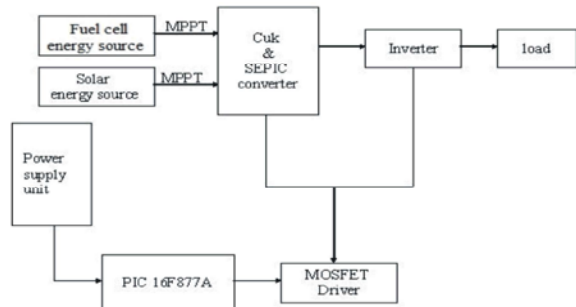 Fuel cell
energy source
MPPT
Cuk
&
SEPIC
converter
Inverter
load
Solar
energy source
MPPT
Power
supply
unit
PIC 16F877A
MOSFET
Driver